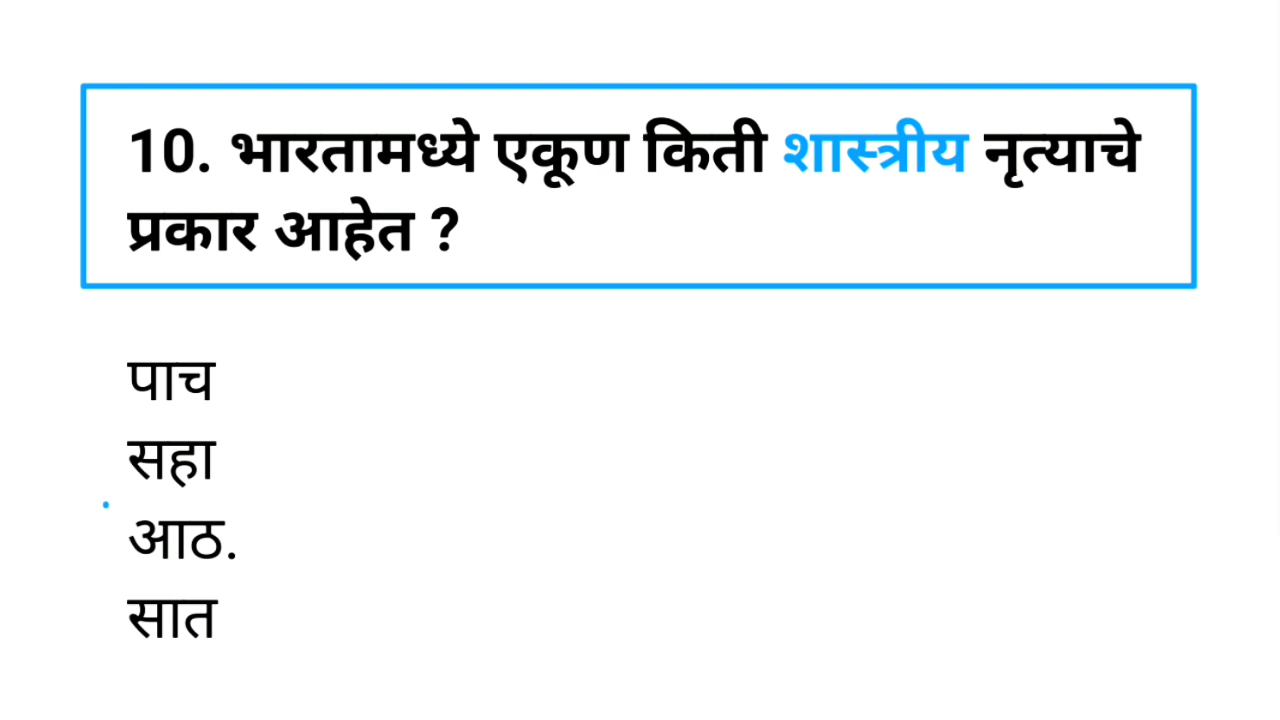 10. भारतामध्ये एकूण किती शास्त्रीय नृत्याचे
प्रकार आहेत ?
पाच
सहा
आठ.
सात